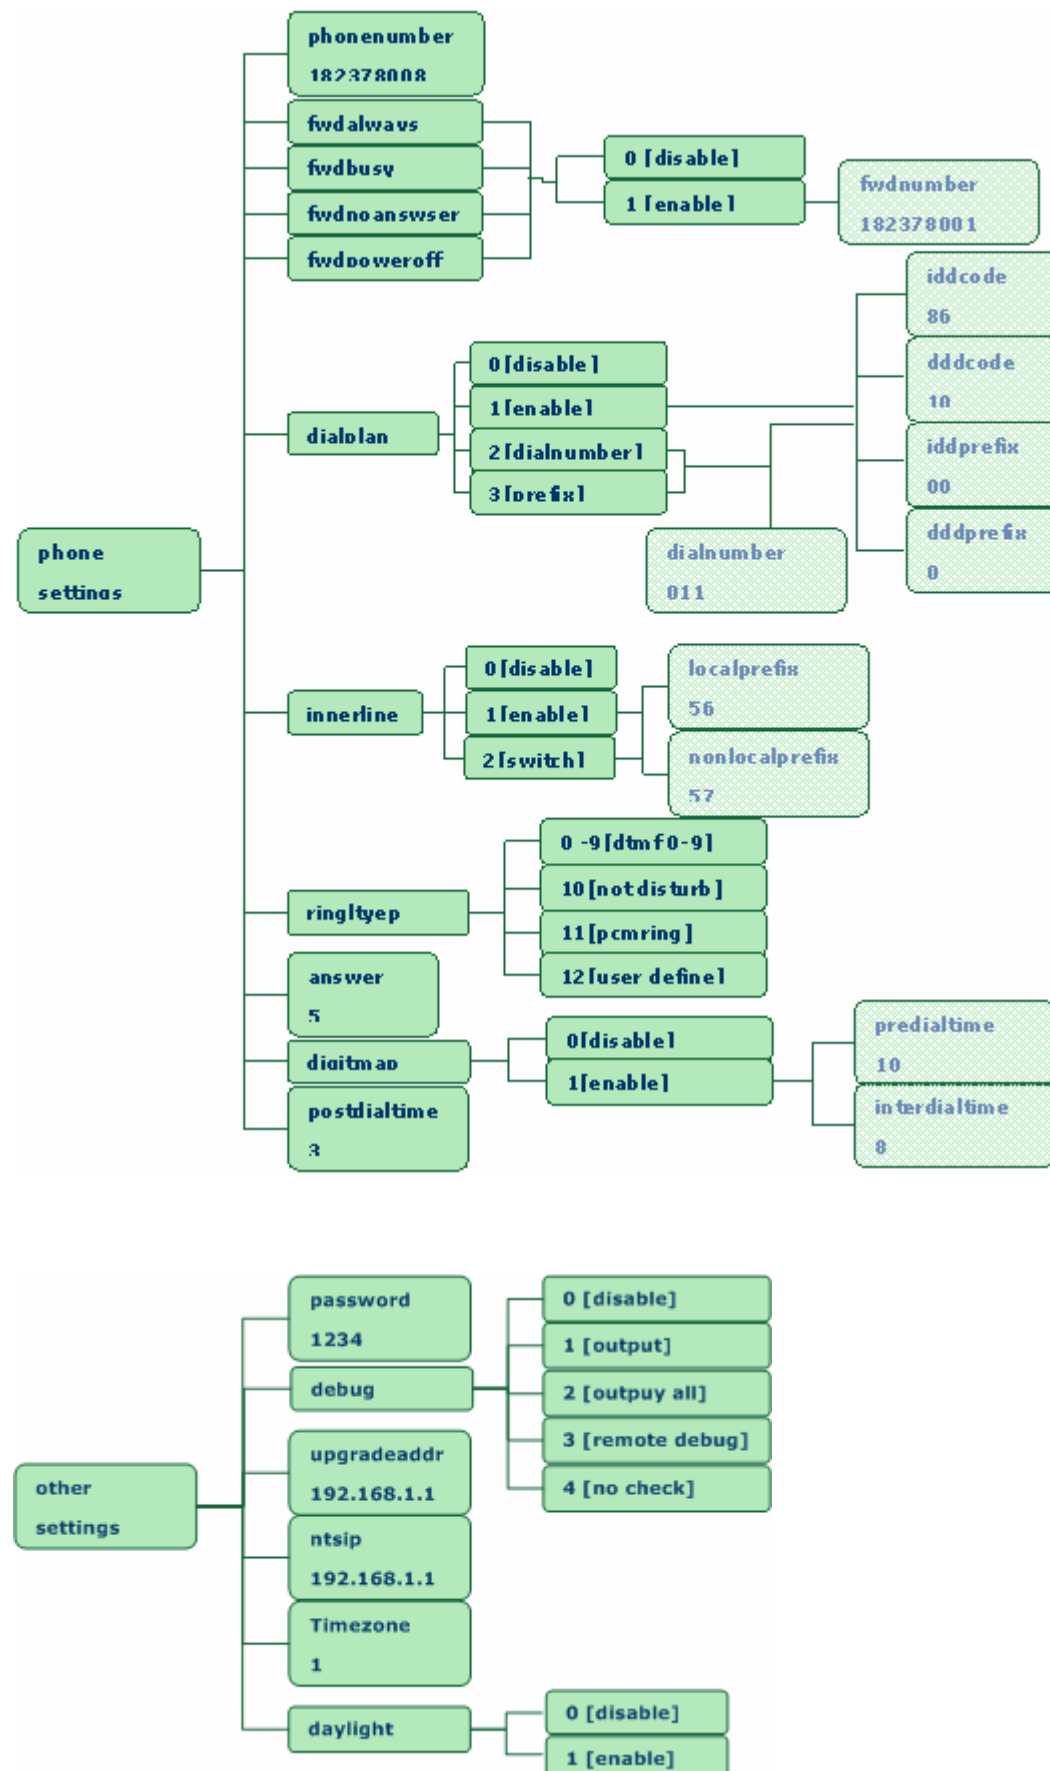 phonenumber
182378008
fwdalways
fwdbusy
fwdnoanswser
fwdpoweroff
0 [disable]
1 [enable]
fwdnumber
182378001
iddcode
86
dddcode
10
iddprefix
00
dddprefix
0
dialplan
0 [disable]
1 [enable]
2 [dialnumber]
3 [prefix]
dialnumber
011
phone
settings
innerline
0 [disable]
1 [enable]
2 [switch]
localprefix
56
nonlocalprefix
57
ringltyep
0 -9 [dtmf 0-9]
10 [not disturb]
11 [pcmring]
12 [user define]
answer
5
digitmap
0[disable]
1[enable]
predialtime
10
interdialtime
8
postdialtime
3
password
1234
debug
0 [disable]
1 [output]
2 [outpuy all]
3 [remote debug]
4 [no check]
upgradeaddr
192.168.1.1
other
settings
ntsip
192.168.1.1
Timezone
1
daylight
0 [disable]
1 [enable]